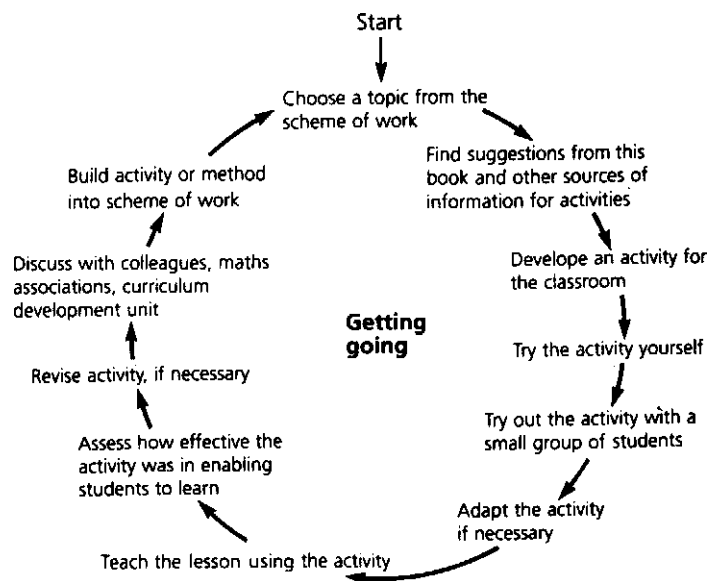 Start
Choose a topic from the
scheme of work
Find suggestions from this
book and other sources of
information for activities
Develope an activity for
the classroom
Try the activity yourself
Try out the activity with a
small group of students
Adapt the activity
if necessary
Teach the lesson using the activity
Assess how effective the
activity was in enabling
students to learn
Revise activity, if necessary
Discuss with colleagues, maths
associations, curriculum
development unit
Build activity or method
into scheme of work
Getting
going